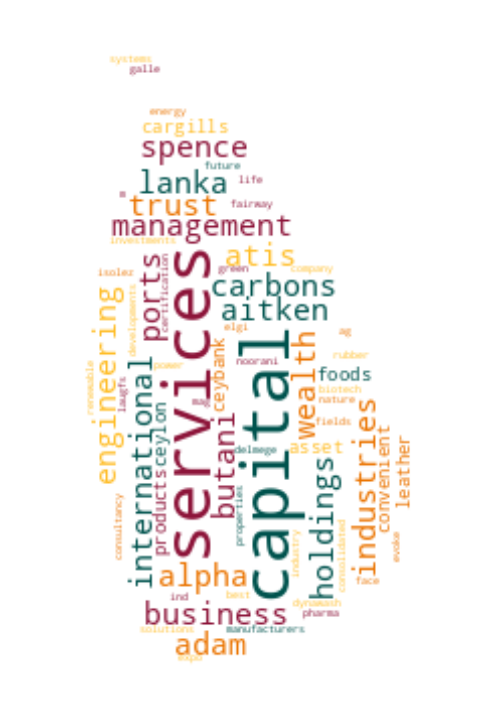 systems
galle
energy
cargills
spence
future
lanka
life
m
trust
fairway
management
investments
atis
ports
certification
services
green
company
isolez
carbons
aitken
engineering
developments
elgi
ag
capital
wealth
ceybank
noorani
rubber
renewable
laugfs
international
power
foods
biotech
nature
mag
ceylon
butani
fields
industries
convenient
leather
products
delmege
asset
holdings
consultancy
properties
industry
consolidated
evoke
alpha
face
ind
best
dynawash
business
pharma
solutions
manufacturers
adam
expo